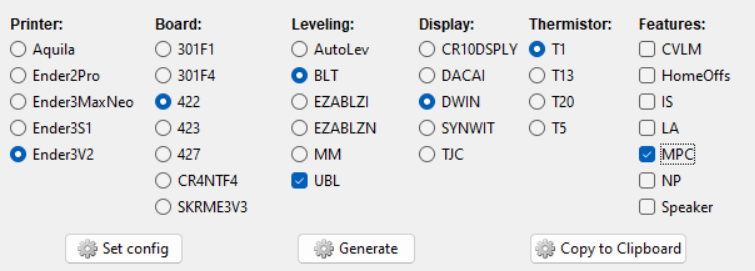 Printer: Board: Leveling: Display: Thermistor: Features:
Aquila 301F1 AutoLev CR10DSPLY T1 CVLM
Ender2Pro 301F4 BLT DACAI T13 HomeOffs
Ender3MaxNeo 422 EZABLZI DWIN T20 IS
Ender3S1 423 EZABLZN SYNWIT T5 LA
Ender3V2 427 MM TJC MPC
CR4NTF4 UBL NP
SKRME3V3 Speaker
Set config Generate Copy to Clipboard